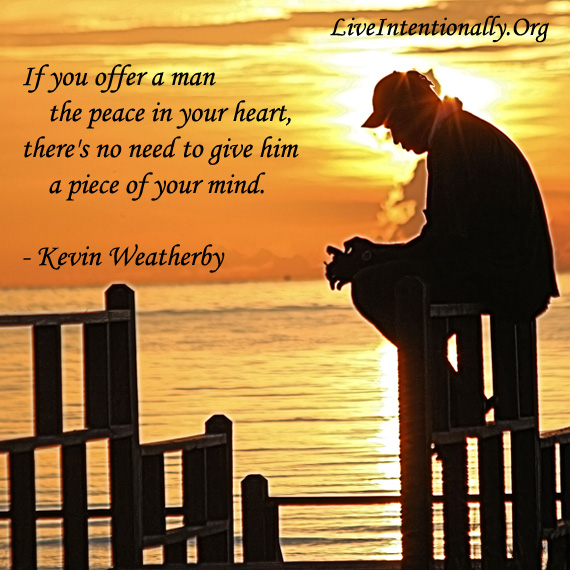 LiveIntentionally.Org
If you offer a man
the peace in your heart,
there's no need to give him
a piece of your mind.
- Kevin Weatherby